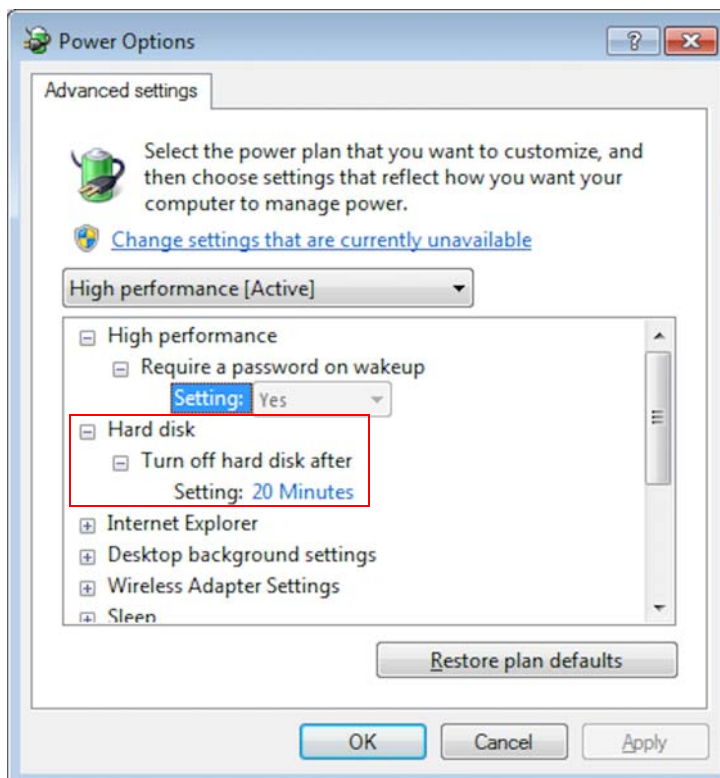 Power Options
Advanced settings
Select the power plan that you want to customize, and
then choose settings that reflect how you want your
computer to manage power.
Change settings that are currently unavailable
High performance [Active]
High performance
Require a password on wakeup
Setting: Yes
Hard disk
Turn off hard disk after
Setting: 20 Minutes
Internet Explorer
Desktop background settings
Wireless Adapter Settings
Sleep
Restore plan defaults
OK Cancel Apply